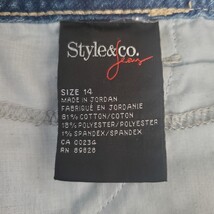 Style&co.
Jeans
SIZE 14
MADE IN JORDAN
FABRIQUÉ EN JORDANIE
81% COTTON/COTON
18% POLYESTER/POLYESTER
1% SPANDEX/SPANDEX
CA 00234
RN 89828